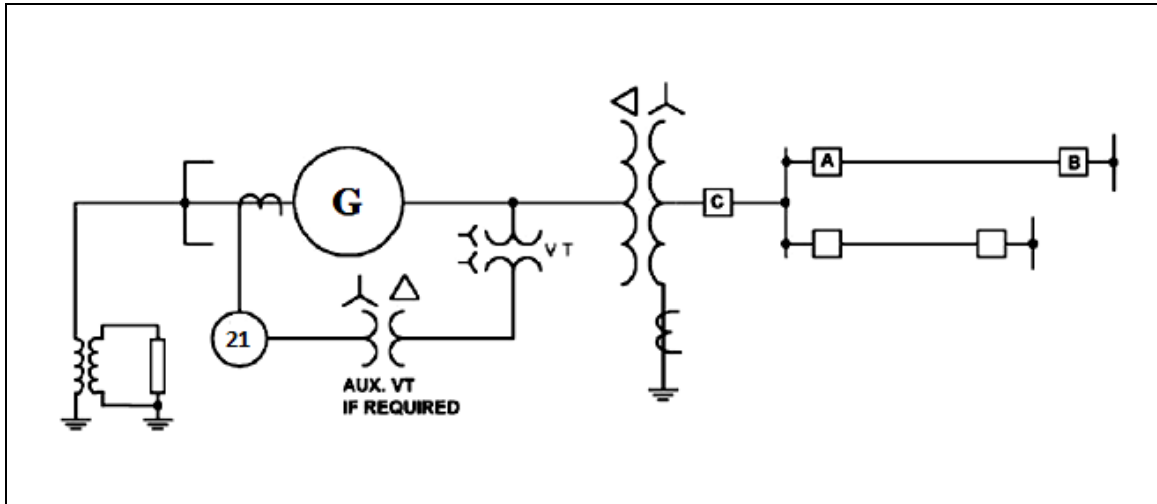 A
B
G
C
VT
21
AUX. VT
IF REQUIRED